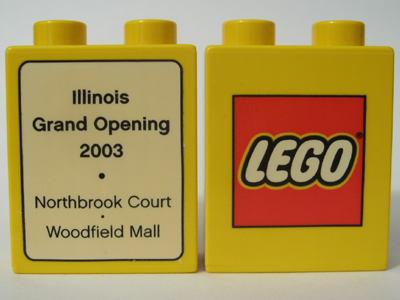 Illinois
Grand Opening
2003
•
Northbrook Court
·
Woodfield Mall
LEGO®